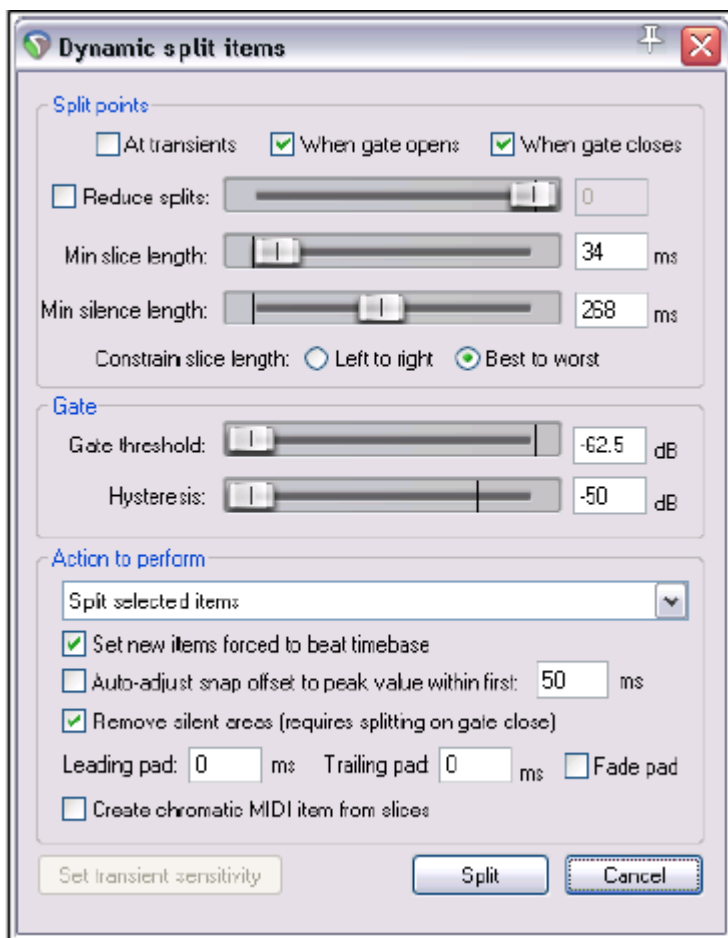 Dynamic split items
Split points
At transients When gate opens When gate closes
Reduce splits: 0
Min slice length: 34 ms
Min silence length: 268 ms
Constrain slice length: Left to right Best to worst
Gate
Gate threshold: -62.5 dB
Hysteresis: -50 dB
Action to perform
Split selected items
Set new items forced to beat timebase
Auto-adjust snap offset to peak value within first: 50 ms
Remove silent areas (requires splitting on gate close)
Leading pad: 0 ms Trailing pad: 0 ms Fade pad
Create chromatic MIDI item from slices
Set transient sensitivity Split Cancel